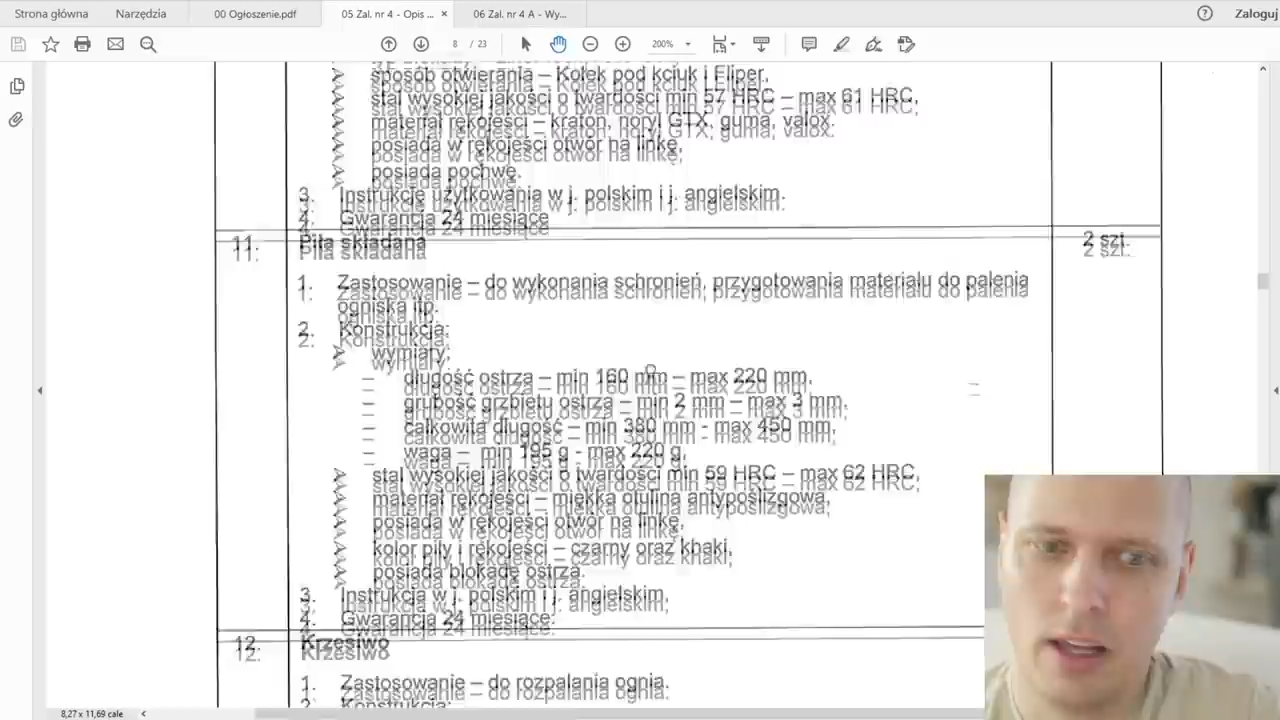 Strona główna Narzędzia 00 Ogłoszenie.pdf 05 Zal. nr 4 - Opis ... × 06 Zal. nr 4 A - Wy... Zaloguj
8 / 23 200%
sposób otwierania – Kołek pod kciuk i Eliper,
stal wysokiej jakości o twardości min 57 HRC – max 61 HRC,
materiał rękojeści – kraton, noryl GTX, guma, valox.
posiada w rękojeści otwór na linkę,
posiada pochwę.
3. Instrukcję użytkowania w j. polskim i j. angielskim.
4. Gwarancja 24 miesiące
11. Piła składana 2 szt.
1. Zastosowanie – do wykonania schronień, przygotowania materiału do palenia
ogniska itp.
2. Konstrukcja:
wymiary:
– długość ostrza – min 160 mm – max 220 mm,
– grubość grzbietu ostrza – min 2 mm – max 3 mm,
– całkowita długość – min 380 mm - max 450 mm,
– waga – min 195 g - max 220 g,
stal wysokiej jakości o twardości min 59 HRC – max 62 HRC,
materiał rękojeści – miękka otulina antypoślizgowa,
posiada w rękojeści otwór na linkę,
kolor piły i rękojeści – czarny oraz khaki,
posiada blokadę ostrza.
3. Instrukcja w j. polskim i j. angielskim,
4. Gwarancja 24 miesiące.
12. Krzesiwo
1. Zastosowanie – do rozpalania ognia.
2. Konstrukcja:
8,27 x 11,69 cale